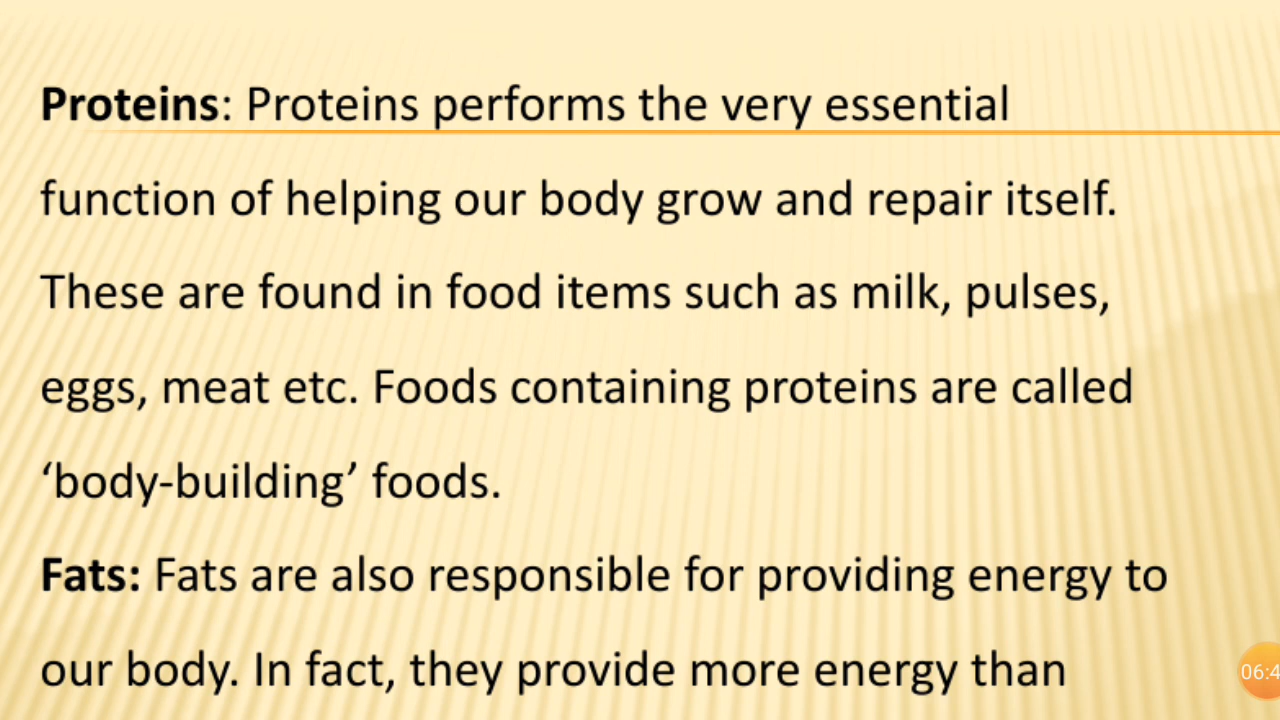 Proteins: Proteins performs the very essential
function of helping our body grow and repair itself.
These are found in food items such as milk, pulses,
eggs, meat etc. Foods containing proteins are called
‘body-building’ foods.
Fats: Fats are also responsible for providing energy to
our body. In fact, they provide more energy than
06:4